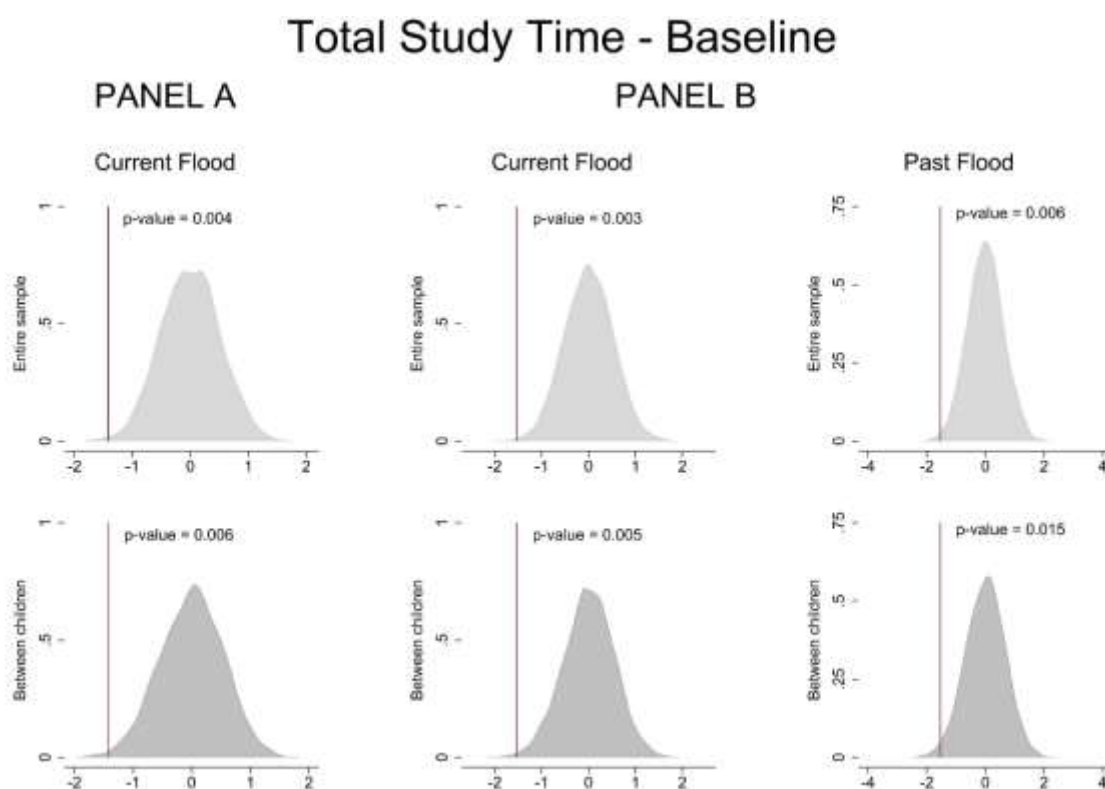 Total Study Time - Baseline
PANEL A
PANEL B
Current Flood
Current Flood
Past Flood
p-value = 0.004
Entire sample
0 .5 1
-2 -1 0 1 2
p-value = 0.003
Entire sample
0 .5 1
-2 -1 0 1 2
p-value = 0.006
Entire sample
0 .25 .5 .75
-4 -2 0 2 4
p-value = 0.006
Between children
0 .5 1
-2 -1 0 1 2
p-value = 0.005
Between children
0 .5 1
-2 -1 0 1 2
p-value = 0.015
Between children
0 .25 .5 .75
-4 -2 0 2 4